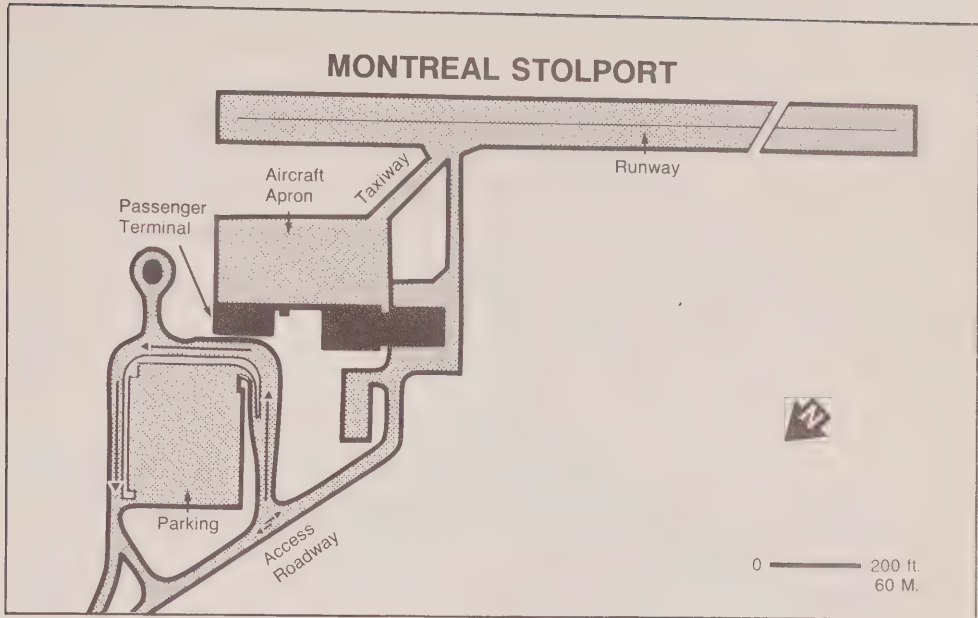 MONTREAL STOLPORT
Runway
Taxiway
Aircraft
Apron
Passenger
Terminal
N
Parking
Access
Roadway
0
200 ft.
60 M.